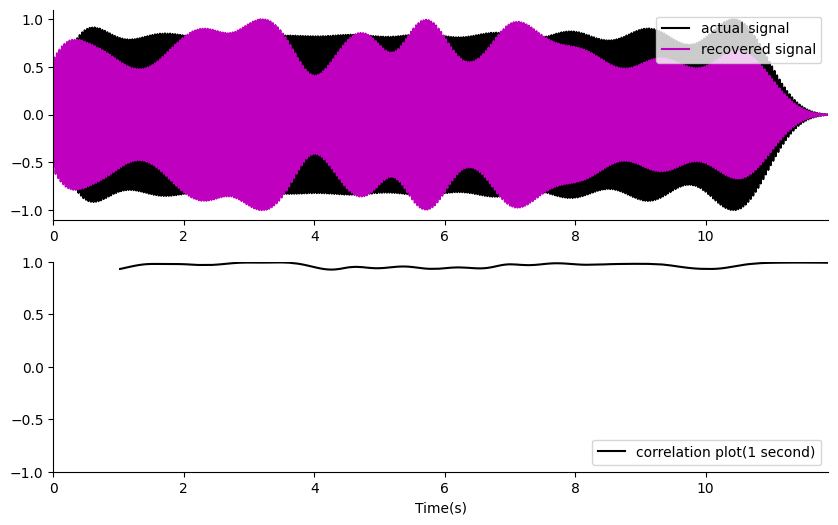 1.0
actual signal
recovered signal
0.5
0.0
−0.5
−1.0
0 2 4 6 8 10
1.0
0.5
0.0
−0.5
correlation plot(1 second)
−1.0
0 2 4 6 8 10
Time(s)